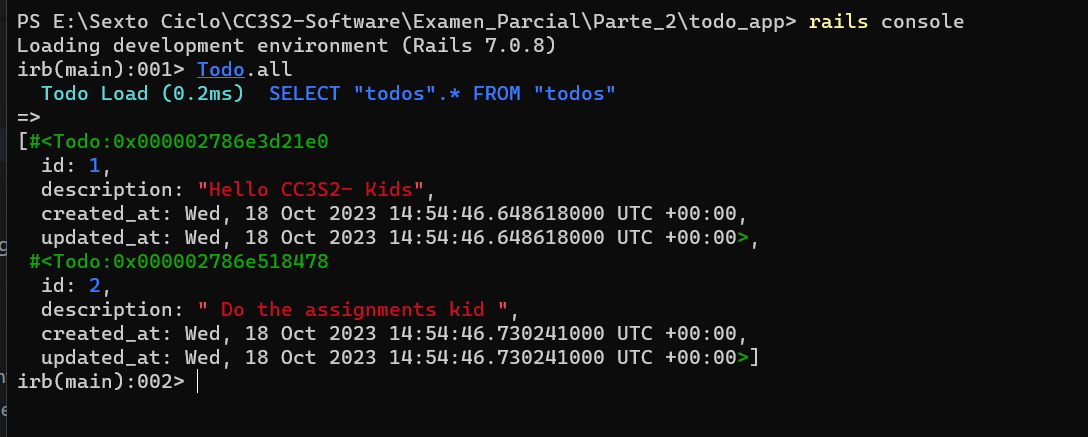 PS E:\Sexto Ciclo\CC3S2-Software\Examen_Parcial\Parte_2\todo_app> rails console
Loading development environment (Rails 7.0.8)
irb(main):001> Todo.all
  Todo Load (0.2ms)  SELECT "todos".* FROM "todos"
=>
[#<Todo:0x000002786e3d21e0
  id: 1,
  description: "Hello CC3S2- Kids",
  created_at: Wed, 18 Oct 2023 14:54:46.648618000 UTC +00:00,
  updated_at: Wed, 18 Oct 2023 14:54:46.648618000 UTC +00:00>,
 #<Todo:0x000002786e518478
  id: 2,
  description: " Do the assignments kid ",
  created_at: Wed, 18 Oct 2023 14:54:46.730241000 UTC +00:00,
  updated_at: Wed, 18 Oct 2023 14:54:46.730241000 UTC +00:00>]
irb(main):002>